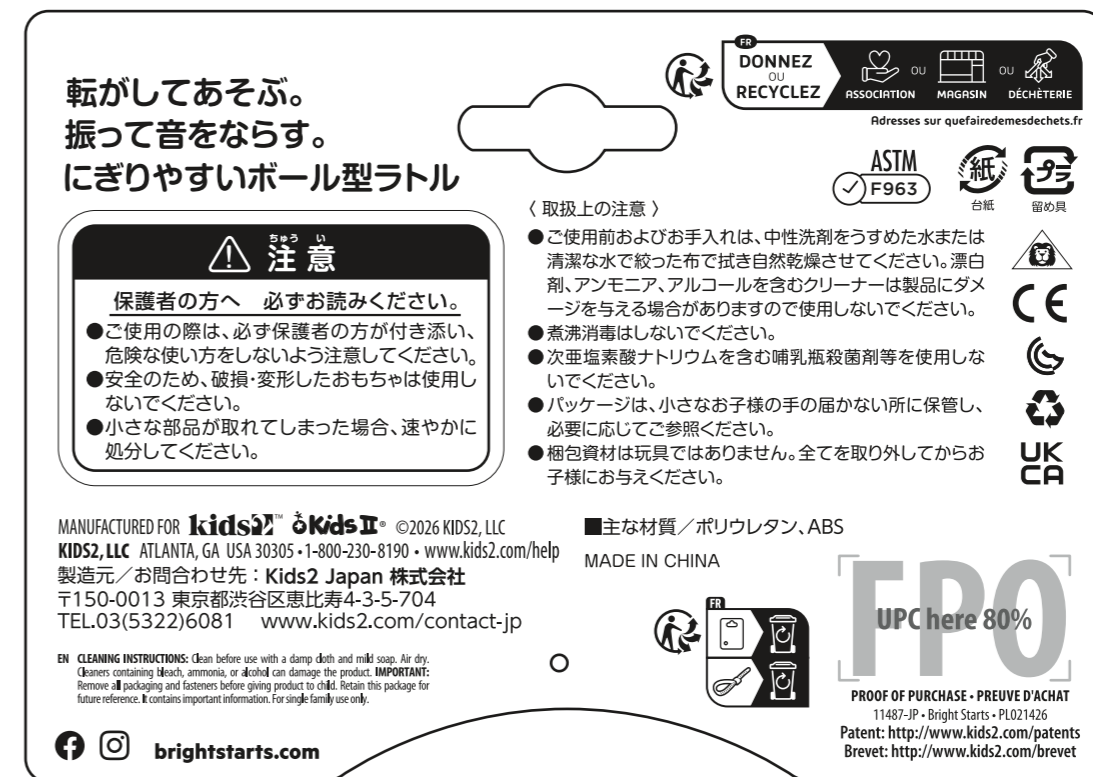 転がしてあそぶ。
振って音をならす。
にぎりやすいボール型ラトル
FR
DONNEZ
OU
RECYCLEZ
ASSOCIATION
OU
MAGASIN
OU
DÉCHÈTERIE
Adresses sur quefairedemesdechets.fr
ASTM
F963
紙
台紙
プラ
留め具
ちゅう い
注意
保護者の方へ 必ずお読みください。
●ご使用の際は、必ず保護者の方が付き添い、
危険な使い方をしないよう注意してください。
●安全のため、破損・変形したおもちゃは使用し
ないでください。
●小さな部品が取れてしまった場合、速やかに
処分してください。
〈 取扱上の注意 〉
●ご使用前およびお手入れは、中性洗剤をうすめた水または
清潔な水で絞った布で拭き自然乾燥させてください。漂白
剤、アンモニア、アルコールを含むクリーナーは製品にダメ
ージを与える場合がありますので使用しないでください。
●煮沸消毒はしないでください。
●次亜塩素酸ナトリウムを含む哺乳瓶殺菌剤等を使用しな
いでください。
●パッケージは、小さなお子様の手の届かない所に保管し、
必要に応じてご参照ください。
●梱包資材は玩具ではありません。全てを取り外してからお
子様にお与えください。
CE
UK
CA
MANUFACTURED FOR kids2™ Kids II® ©2026 KIDS2, LLC
KIDS2, LLC ATLANTA, GA USA 30305 • 1-800-230-8190 • www.kids2.com/help
製造元／お問合わせ先：Kids2 Japan 株式会社
〒150-0013 東京都渋谷区恵比寿4-3-5-704
TEL.03(5322)6081 www.kids2.com/contact-jp
■主な材質／ポリウレタン、ABS
MADE IN CHINA
EN CLEANING INSTRUCTIONS: Clean before use with a damp cloth and mild soap. Air dry.
Cleaners containing bleach, ammonia, or alcohol can damage the product. IMPORTANT:
Remove all packaging and fasteners before giving product to child. Retain this package for
future reference. It contains important information. For single family use only.
brightstarts.com
FR
FPO
UPC here 80%
PROOF OF PURCHASE • PREUVE D'ACHAT
11487-JP • Bright Starts • PL021426
Patent: http://www.kids2.com/patents
Brevet: http://www.kids2.com/brevet